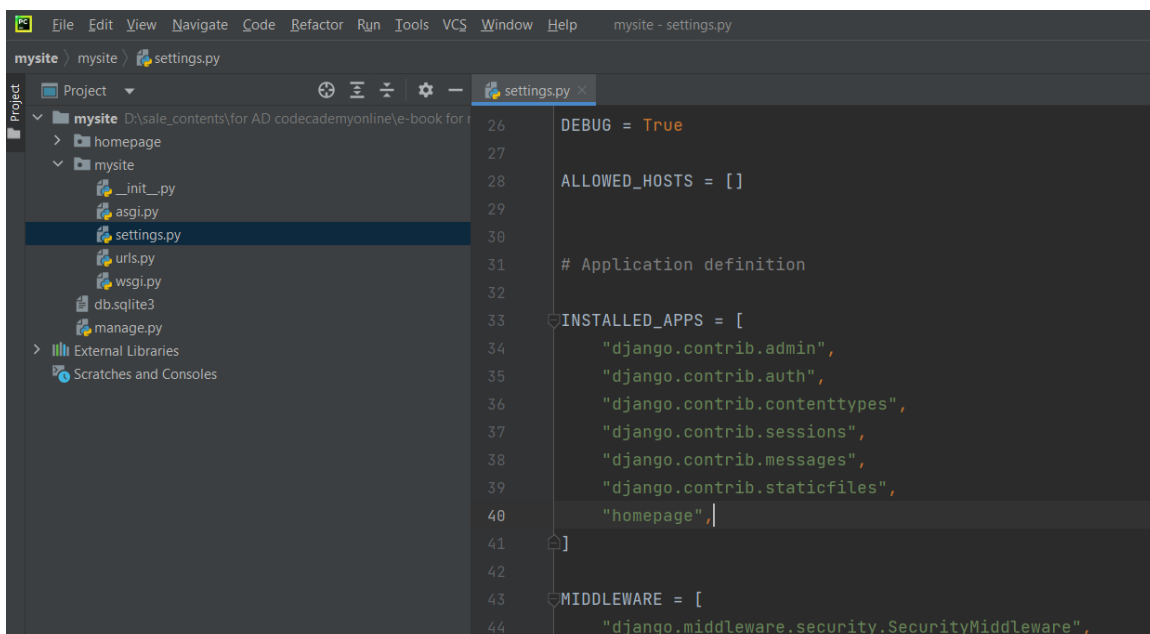 PC File Edit View Navigate Code Refactor Run Tools VCS Window Help mysite - settings.py
mysite mysite settings.py
Project
Project
settings.py
mysite D:\sale_contents\for AD codecademyonline\e-book for
homepage
mysite
__init__.py
asgi.py
settings.py
urls.py
wsgi.py
db.sqlite3
manage.py
External Libraries
Scratches and Consoles
26 DEBUG = True
27
28 ALLOWED_HOSTS = []
29
30
31 # Application definition
32
33 INSTALLED_APPS = [
34 "django.contrib.admin",
35 "django.contrib.auth",
36 "django.contrib.contenttypes",
37 "django.contrib.sessions",
38 "django.contrib.messages",
39 "django.contrib.staticfiles",
40 "homepage",
41 ]
42
43 MIDDLEWARE = [
44 "django.middleware.security.SecurityMiddleware",